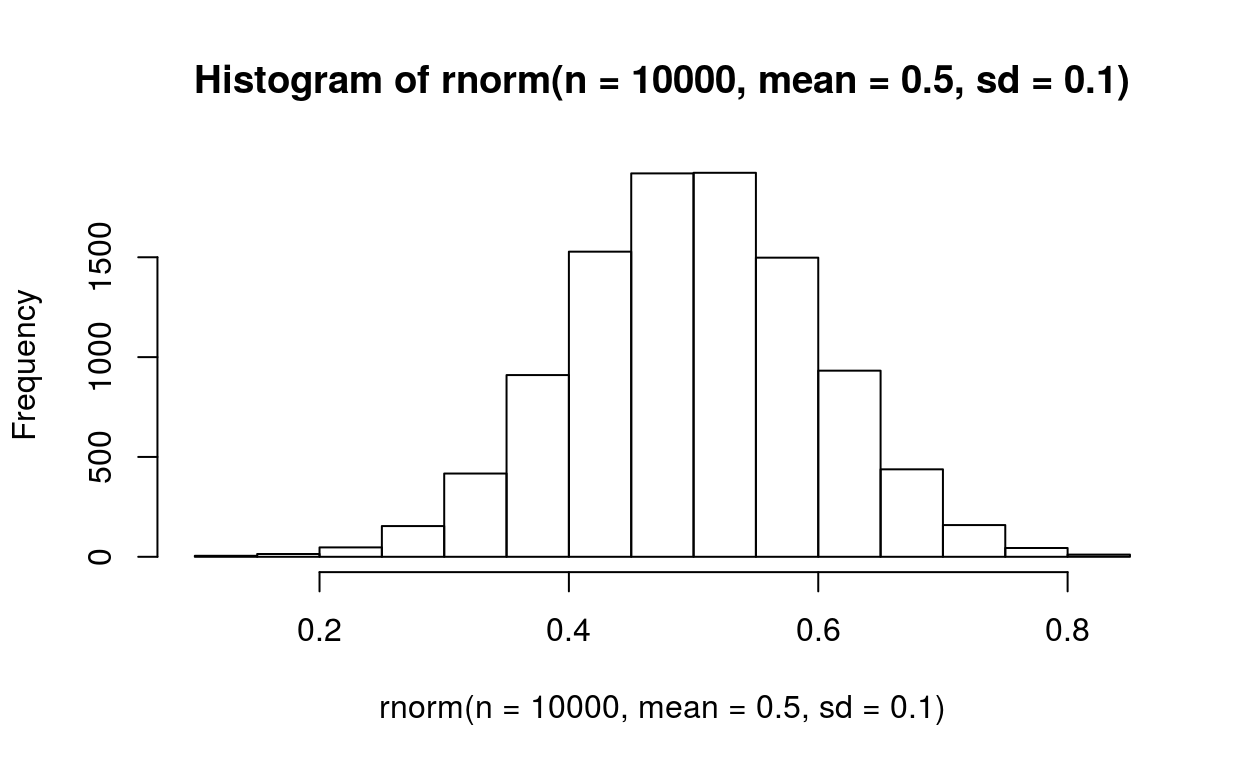 Histogram of rnorm(n = 10000, mean = 0.5, sd = 0.1)
Frequency
1500
1000
500
0
0.2 0.4 0.6 0.8
rnorm(n = 10000, mean = 0.5, sd = 0.1)